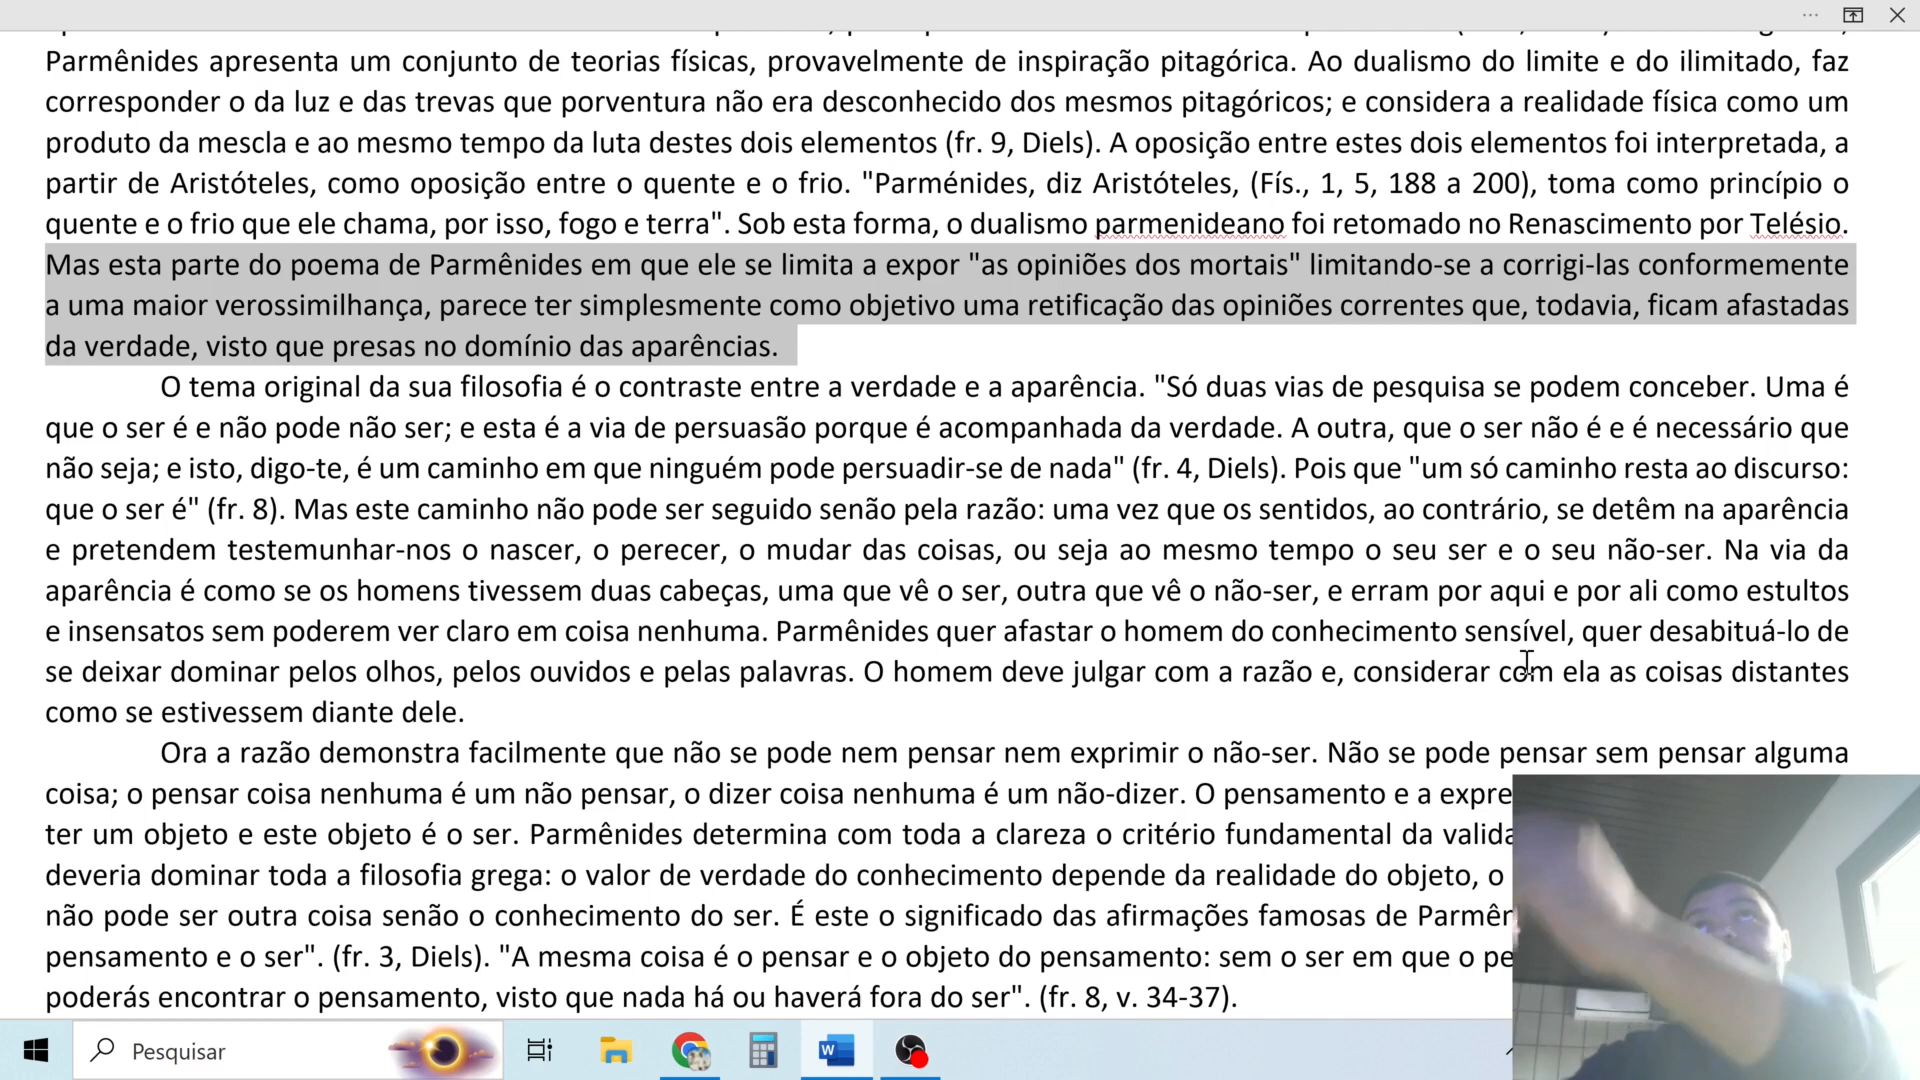 Parmênides apresenta um conjunto de teorias físicas, provavelmente de inspiração pitagórica. Ao dualismo do limite e do ilimitado, faz
corresponder o da luz e das trevas que porventura não era desconhecido dos mesmos pitagóricos; e considera a realidade física como um
produto da mescla e ao mesmo tempo da luta destes dois elementos (fr. 9, Diels). A oposição entre estes dois elementos foi interpretada, a
partir de Aristóteles, como oposição entre o quente e o frio. "Parménides, diz Aristóteles, (Fís., 1, 5, 188 a 200), toma como princípio o
quente e o frio que ele chama, por isso, fogo e terra". Sob esta forma, o dualismo parmenideano foi retomado no Renascimento por Telésio.
Mas esta parte do poema de Parmênides em que ele se limita a expor "as opiniões dos mortais" limitando-se a corrigi-las conformemente
a uma maior verossimilhança, parece ter simplesmente como objetivo uma retificação das opiniões correntes que, todavia, ficam afastadas
da verdade, visto que presas no domínio das aparências.
O tema original da sua filosofia é o contraste entre a verdade e a aparência. "Só duas vias de pesquisa se podem conceber. Uma é
que o ser é e não pode não ser; e esta é a via de persuasão porque é acompanhada da verdade. A outra, que o ser não é e é necessário que
não seja; e isto, digo-te, é um caminho em que ninguém pode persuadir-se de nada" (fr. 4, Diels). Pois que "um só caminho resta ao discurso:
que o ser é" (fr. 8). Mas este caminho não pode ser seguido senão pela razão: uma vez que os sentidos, ao contrário, se detêm na aparência
e pretendem testemunhar-nos o nascer, o perecer, o mudar das coisas, ou seja ao mesmo tempo o seu ser e o seu não-ser. Na via da
aparência é como se os homens tivessem duas cabeças, uma que vê o ser, outra que vê o não-ser, e erram por aqui e por ali como estultos
e insensatos sem poderem ver claro em coisa nenhuma. Parmênides quer afastar o homem do conhecimento sensível, quer desabituá-lo de
se deixar dominar pelos olhos, pelos ouvidos e pelas palavras. O homem deve julgar com a razão e, considerar com ela as coisas distantes
como se estivessem diante dele.
Ora a razão demonstra facilmente que não se pode nem pensar nem exprimir o não-ser. Não se pode pensar sem pensar alguma
coisa; o pensar coisa nenhuma é um não pensar, o dizer coisa nenhuma é um não-dizer. O pensamento e a expre
ter um objeto e este objeto é o ser. Parmênides determina com toda a clareza o critério fundamental da valida
deveria dominar toda a filosofia grega: o valor de verdade do conhecimento depende da realidade do objeto, o
não pode ser outra coisa senão o conhecimento do ser. É este o significado das afirmações famosas de Parmên
pensamento e o ser". (fr. 3, Diels). "A mesma coisa é o pensar e o objeto do pensamento: sem o ser em que o pe
poderás encontrar o pensamento, visto que nada há ou haverá fora do ser". (fr. 8, v. 34-37).
Pesquisar